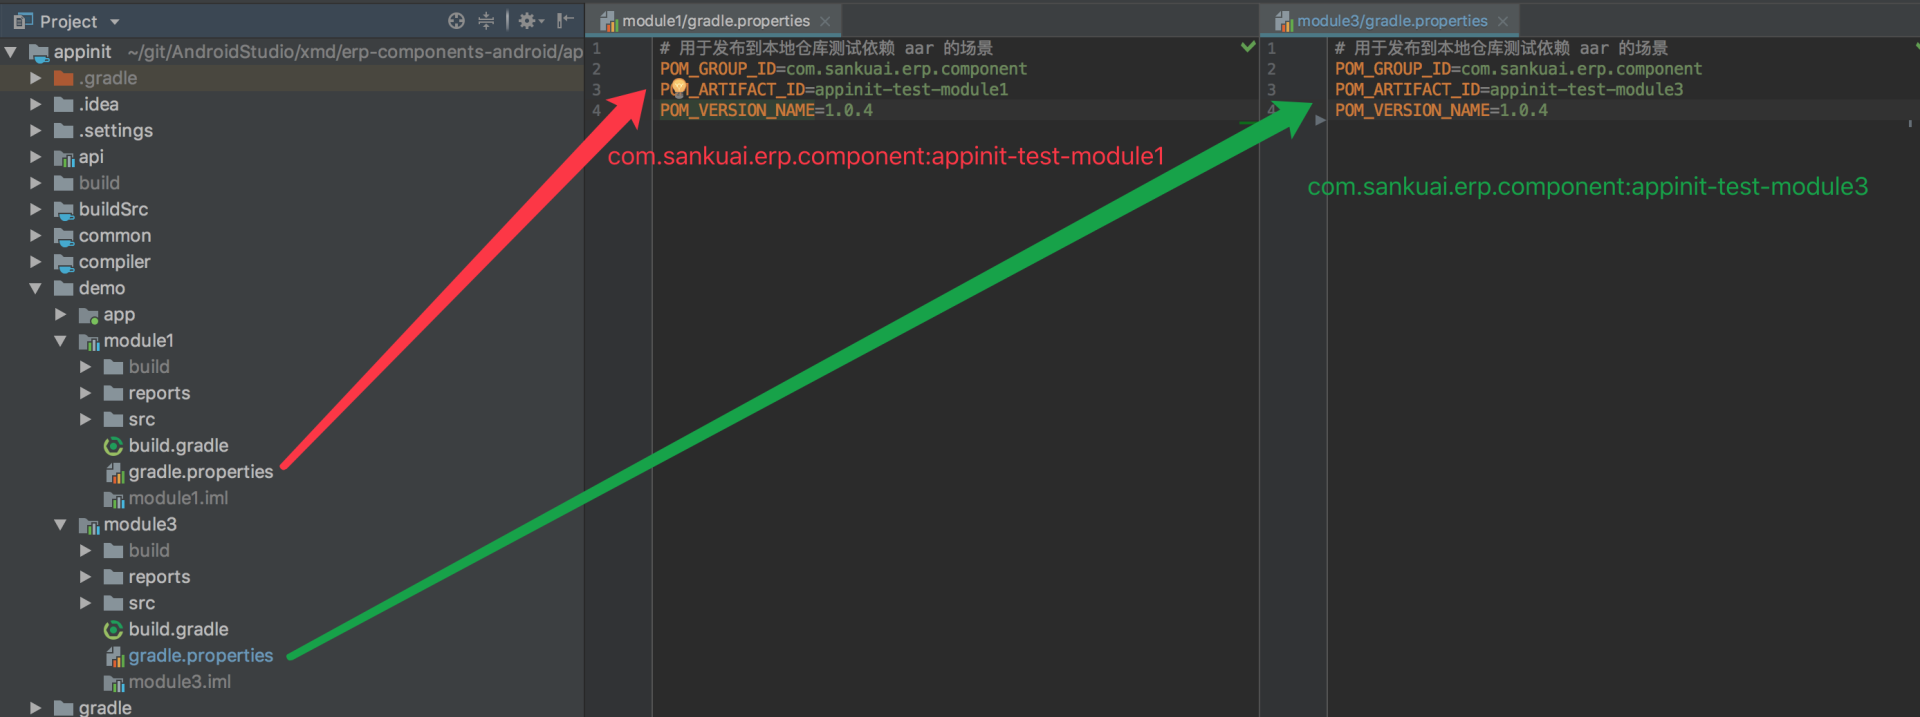 Project
appinit ~/git/AndroidStudio/xmd/erp-components-android/ap
.gradle
.idea
.settings
api
build
buildSrc
common
compiler
demo
app
module1
build
reports
src
build.gradle
gradle.properties
module1.iml
module3
build
reports
src
build.gradle
gradle.properties
module3.iml
gradle
module1/gradle.properties
1 # 用于发布到本地仓库测试依赖 aar 的场景
2 POM_GROUP_ID=com.sankuai.erp.component
3 POM_ARTIFACT_ID=appinit-test-module1
4 POM_VERSION_NAME=1.0.4
com.sankuai.erp.component:appinit-test-module1
module3/gradle.properties
1 # 用于发布到本地仓库测试依赖 aar 的场景
2 POM_GROUP_ID=com.sankuai.erp.component
3 POM_ARTIFACT_ID=appinit-test-module3
4 POM_VERSION_NAME=1.0.4
com.sankuai.erp.component:appinit-test-module3